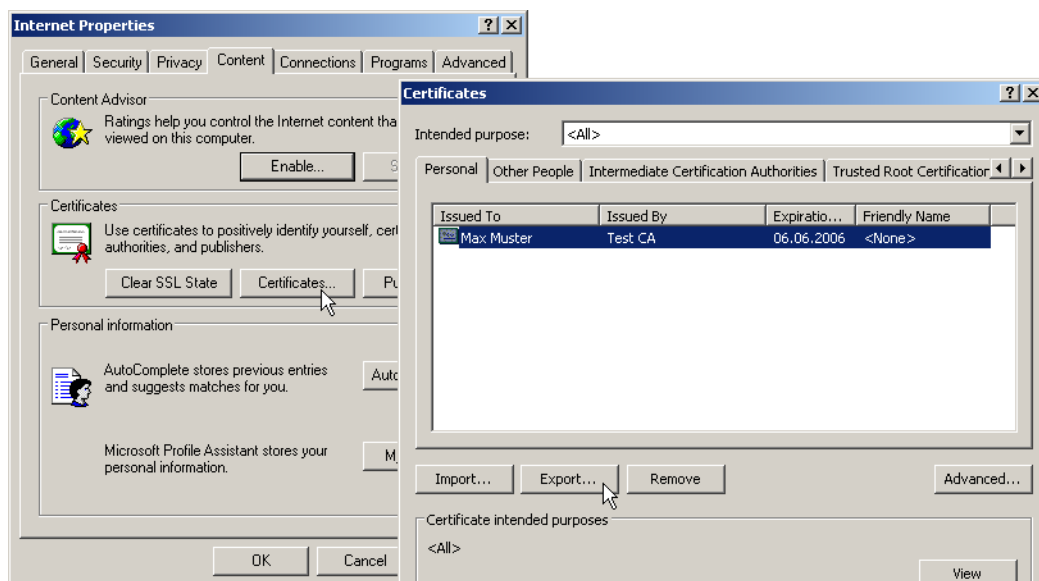 Internet Properties
General Security Privacy Content Connections Programs Advanced
Content Advisor
Ratings help you control the Internet content tha
viewed on this computer.
Enable...
S
Certificates
Use certificates to positively identify yourself, cert
authorities, and publishers.
Clear SSL State Certificates... Pu
Personal information
AutoComplete stores previous entries
and suggests matches for you.
Auto
Microsoft Profile Assistant stores your
personal information.
M
OK Cancel
Certificates
Intended purpose: <All>
Personal Other People Intermediate Certification Authorities Trusted Root Certification
Issued To Issued By Expiratio... Friendly Name
Max Muster Test CA 06.06.2006 <None>
Import... Export... Remove Advanced...
Certificate intended purposes
<All>
View